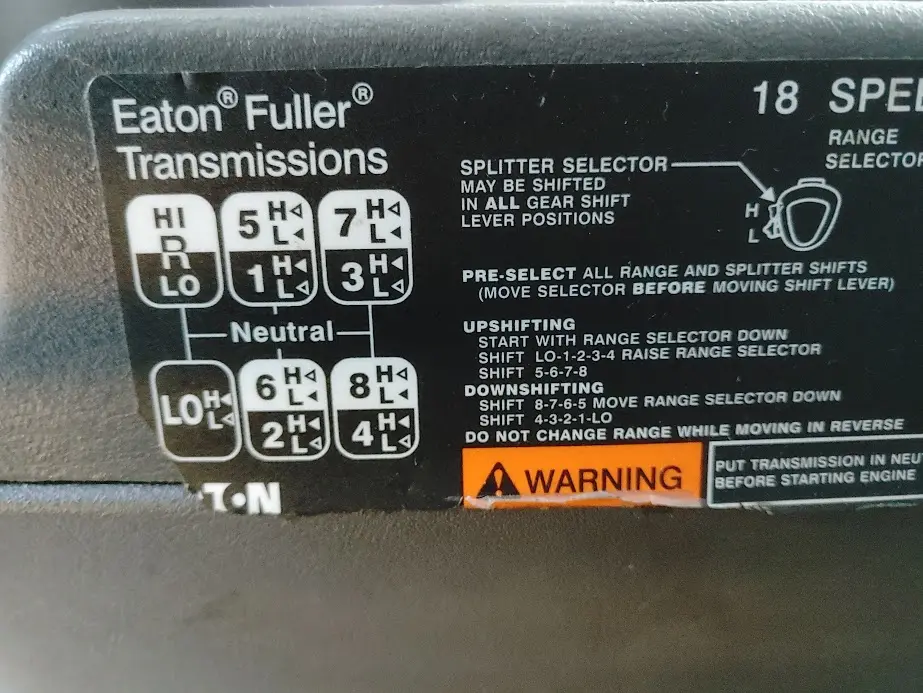 Eaton® Fuller®
Transmissions
HI
R
LO
5 H L
1 H L
7 H L
3 H L
Neutral
LO H L
6 H L
2 H L
8 H L
4 H L
18
SPLITTER SELECTOR
MAY BE SHIFTED
IN ALL GEAR SHIFT
LEVER POSITIONS
RANGE
SELECTOR
H
L
PRE-SELECT ALL RANGE AND SPLITTER SHIFTS
(MOVE SELECTOR BEFORE MOVING SHIFT LEVER)
UPSHIFTING
START WITH RANGE SELECTOR DOWN
SHIFT LO-1-2-3-4 RAISE RANGE SELECTOR
SHIFT 5-6-7-8
DOWNSHIFTING
SHIFT 8-7-6-5 MOVE RANGE SELECTOR DOWN
SHIFT 4-3-2-1-LO
DO NOT CHANGE RANGE WHILE MOVING IN REVERSE
WARNING
PUT TRANSMISSION IN
BEFORE STARTING ENGINE